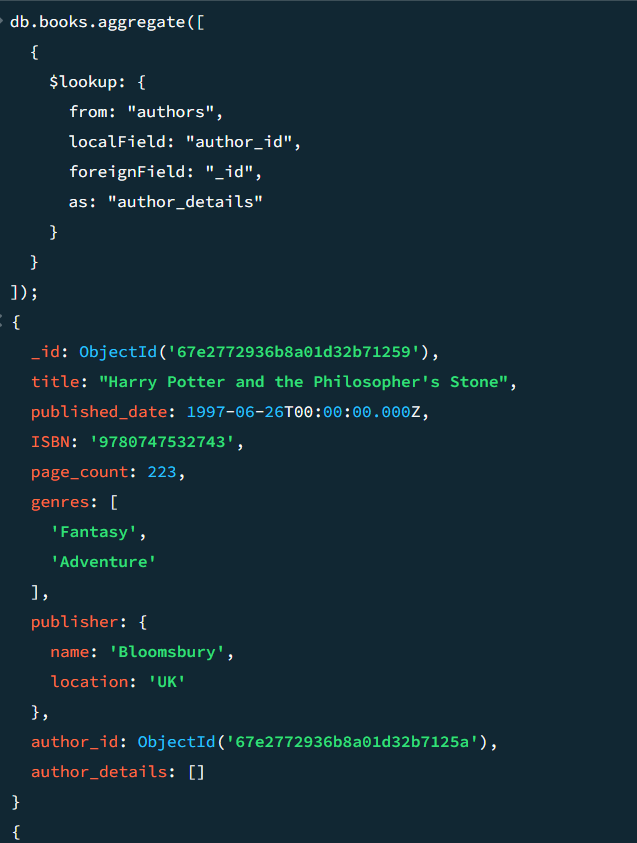 db.books.aggregate([
{
$lookup: {
from: "authors",
localField: "author_id",
foreignField: "_id",
as: "author_details"
}
}
]);
{
_id: ObjectId('67e2772936b8a01d32b71259'),
title: "Harry Potter and the Philosopher's Stone",
published_date: 1997-06-26T00:00:00.000Z,
ISBN: '9780747532743',
page_count: 223,
genres: [
'Fantasy',
'Adventure'
],
publisher: {
name: 'Bloomsbury',
location: 'UK'
},
author_id: ObjectId('67e2772936b8a01d32b7125a'),
author_details: []
}
{